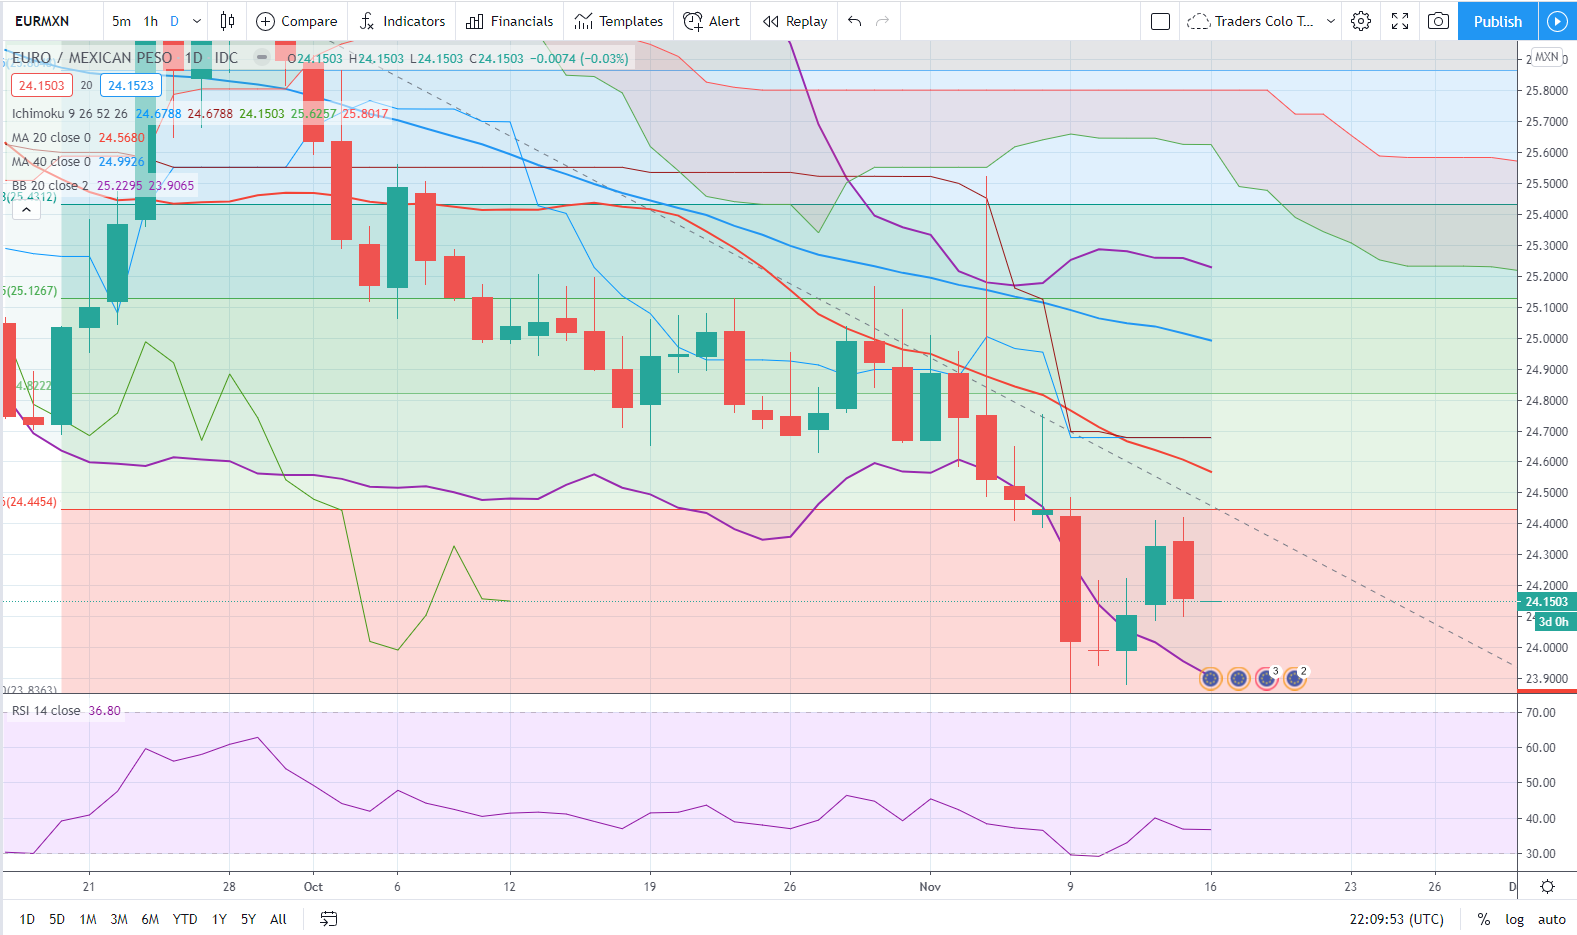 EURMXN 5m 1h D Compare Indicators Financials Templates Alert Replay Traders Colo T... Publish
EURO / MEXICAN PESO 1D IDC O24.1503 H24.1503 L24.1503 C24.1503 −0.0074 (−0.03%)
MXN
24.1503 20 24.1523
Ichimoku 9 26 52 26 24.6788 24.6788 24.1503 25.6257 25.8017
MA 20 close 0 24.5680
MA 40 close 0 24.9926
BB 20 close 2 25.2295 23.9065
25.8000
25.7000
25.6000
25.5000
25.4000
25.3000
25.2000
25.1000
25.0000
24.9000
24.8000
24.7000
24.6000
24.5000
24.4000
24.3000
24.2000
24.1503
3d 0h
24.0000
23.9000
(25.4312)
(25.1267)
(24.4454)
(23.8363)
3
2
RSI 14 close 36.80
70.00
60.00
50.00
40.00
30.00
21 28 Oct 6 12 19 26 Nov 9 16 23 26 D
1D 5D 1M 3M 6M YTD 1Y 5Y All 22:09:53 (UTC) % log auto